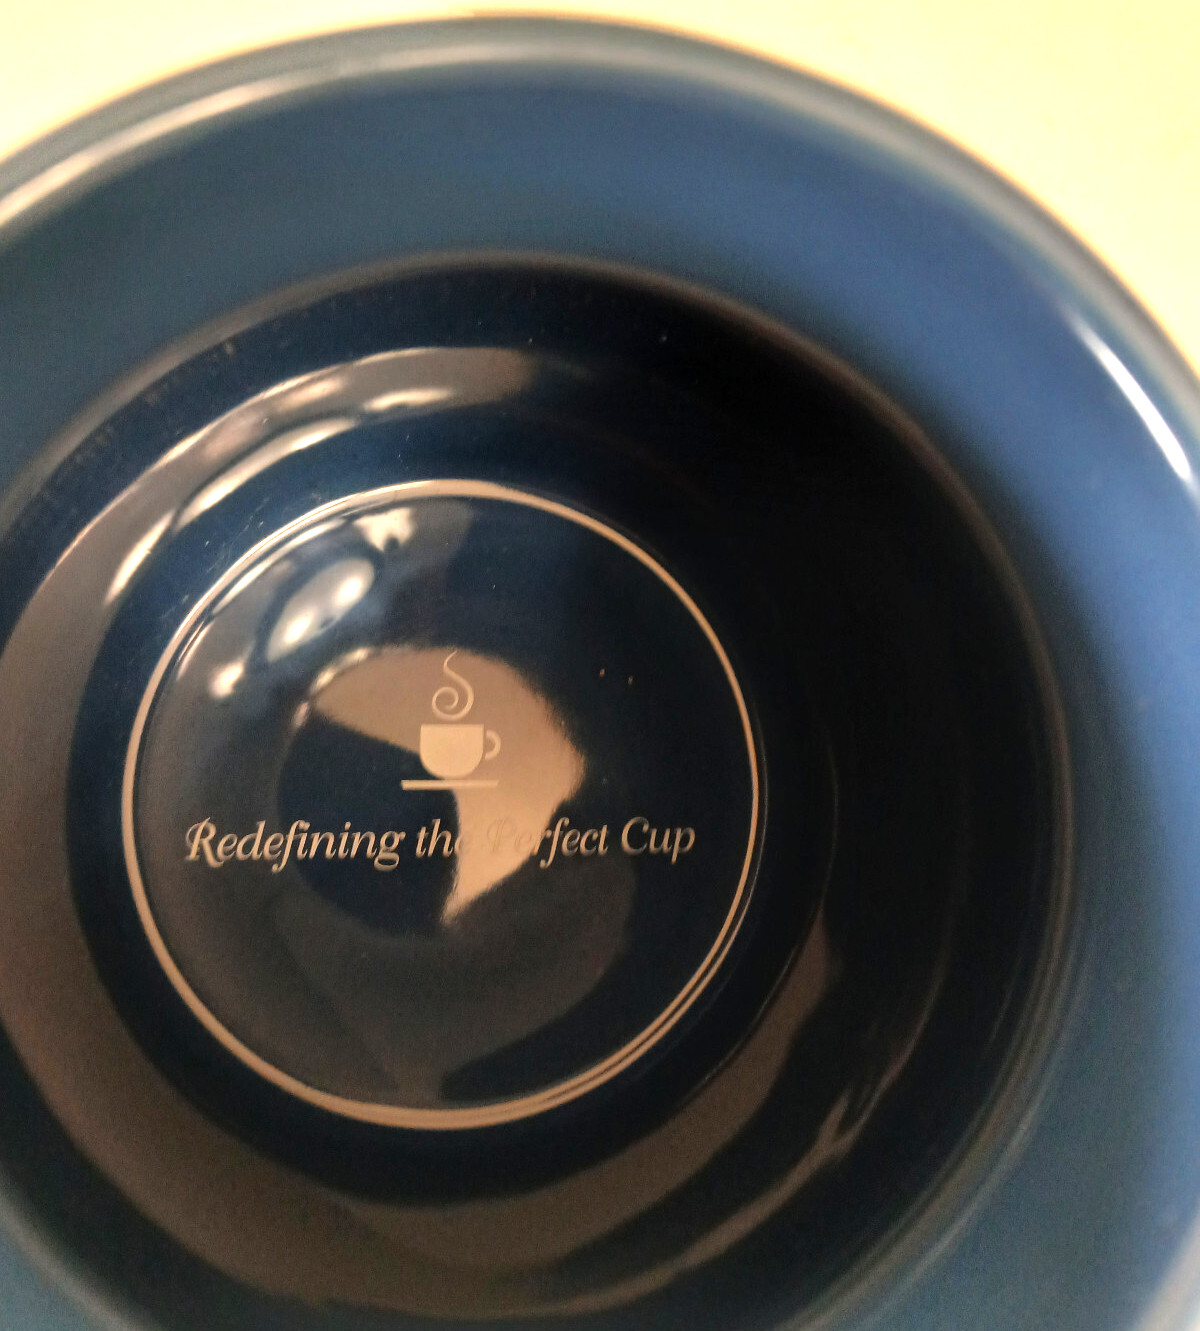 Redefining the Perfect Cup